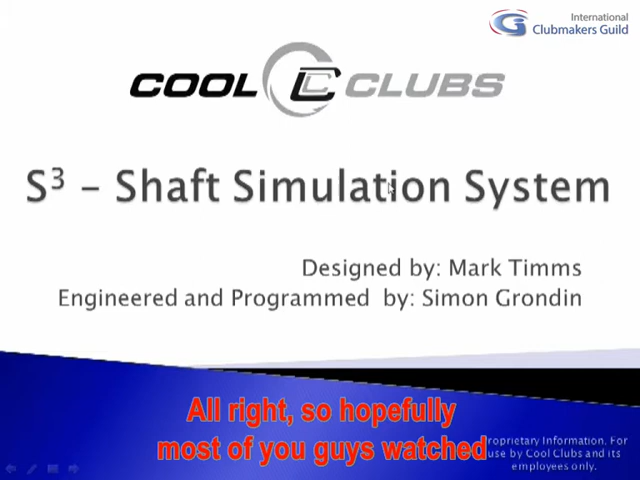 International
Clubmakers Guild
COOL CLUBS
S³ – Shaft Simulation System
Designed by: Mark Timms
Engineered and Programmed by: Simon Grondin
All right, so hopefully
most of you guys watched
Proprietary Information. For
use by Cool Clubs and its
employees only.